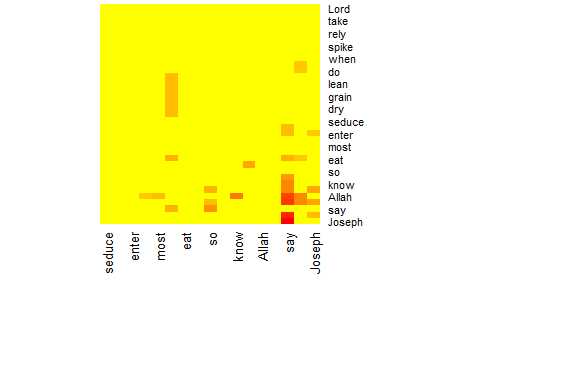 Lord
take
rely
spike
when
do
lean
grain
dry
seduce
enter
most
eat
so
know
Allah
say
Joseph
seduce
enter
most
eat
so
know
Allah
say
Joseph